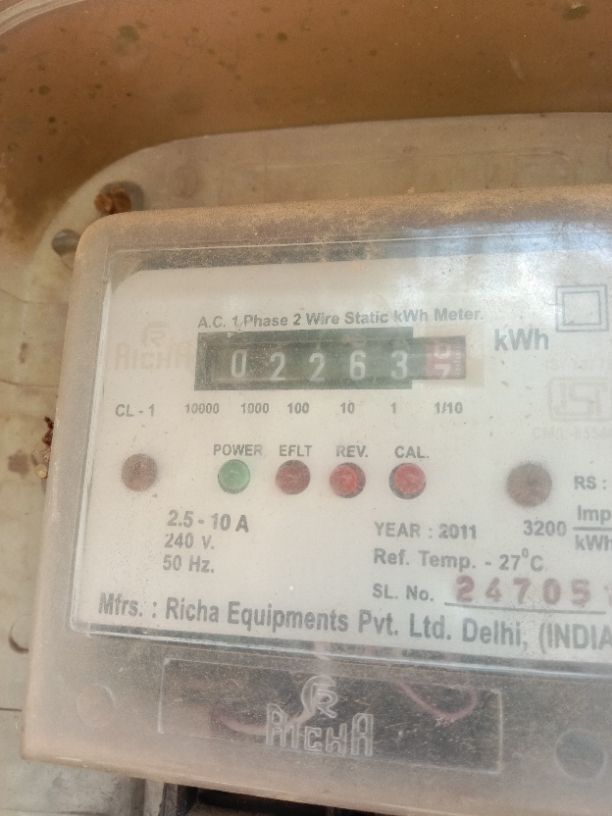 A.C. 1 Phase 2 Wire Static kWh Meter.
RICHA
0 2 2 6 3
kWh
CL - 1 10000 1000 100 10 1 1/10
POWER EFLT REV. CAL.
RS :
2.5 - 10 A
240 V.
50 Hz.
YEAR : 2011
3200 Imp
kWh
Ref. Temp. - 27°C
SL. No. 24705
Mfrs. : Richa Equipments Pvt. Ltd. Delhi, (INDIA
RICHA